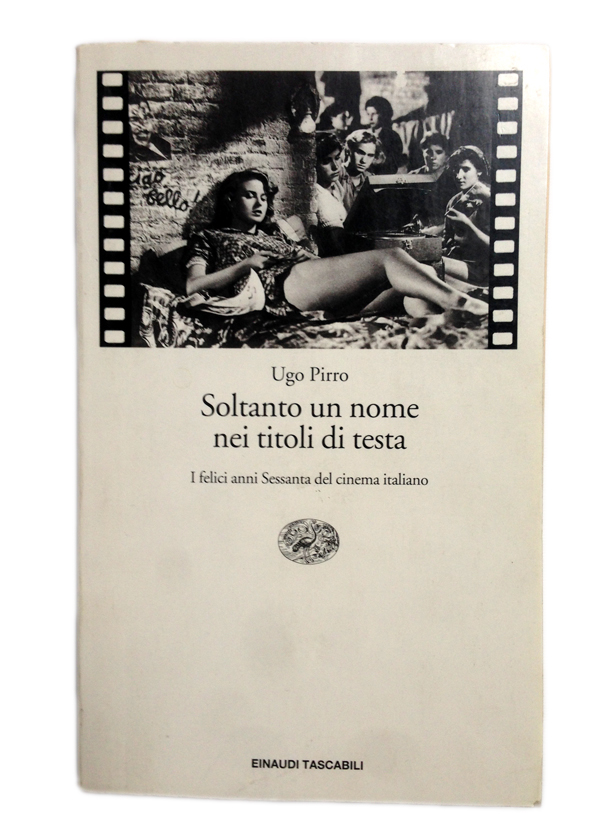 ciao
bello!
Ugo Pirro
Soltanto un nome
nei titoli di testa
I felici anni Sessanta del cinema italiano
EINAUDI TASCABILI